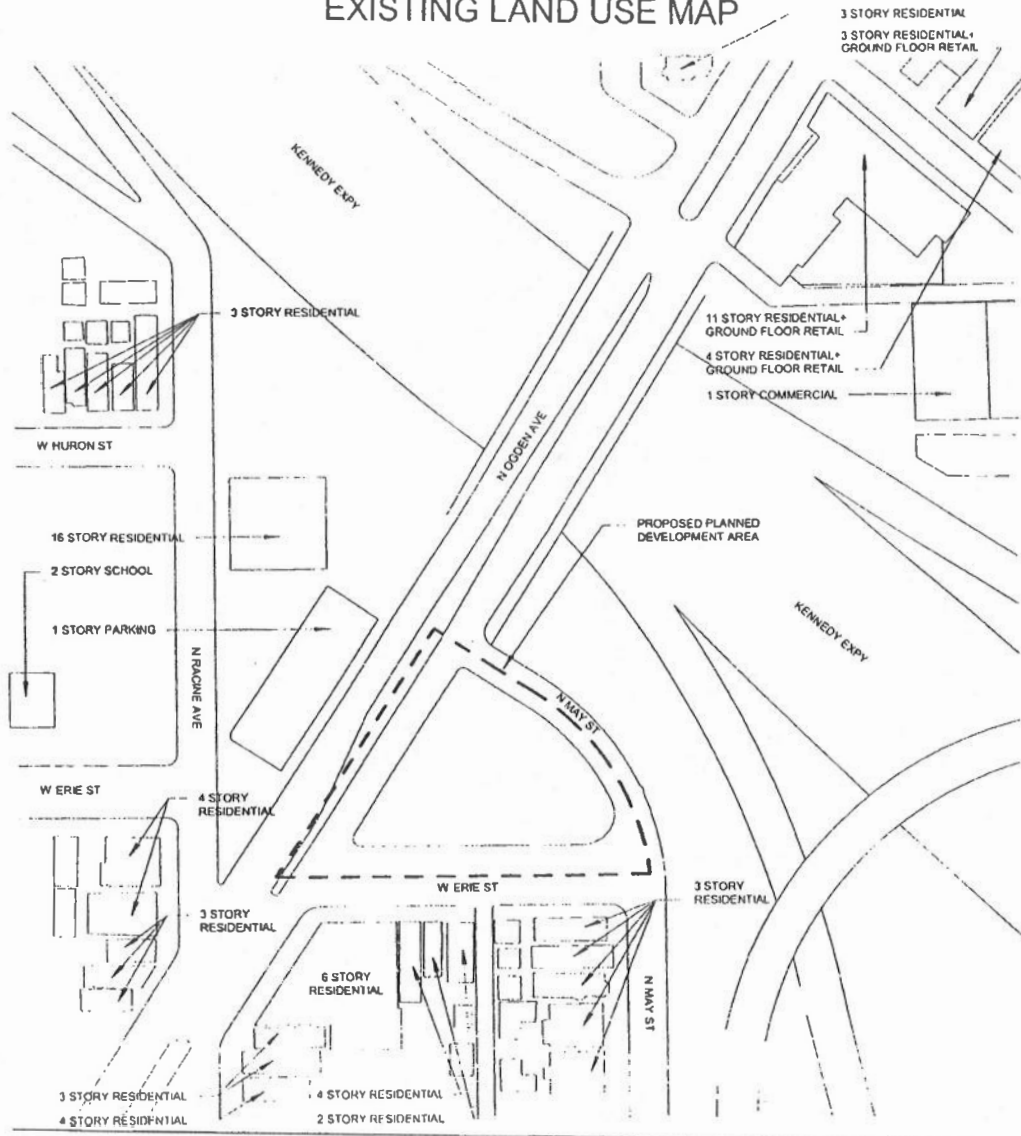 EXISTING LAND USE MAP
3 STORY RESIDENTIAL
3 STORY RESIDENTIAL+
GROUND FLOOR RETAIL
KENNEDY EXPY
3 STORY RESIDENTIAL
11 STORY RESIDENTIAL+
GROUND FLOOR RETAIL
4 STORY RESIDENTIAL+
GROUND FLOOR RETAIL
1 STORY COMMERCIAL
W HURON ST
N OGDEN AVE
16 STORY RESIDENTIAL
PROPOSED PLANNED
DEVELOPMENT AREA
2 STORY SCHOOL
1 STORY PARKING
KENNEDY EXPY
N RACINE AVE
N MAY ST
W ERIE ST
4 STORY
RESIDENTIAL
W ERIE ST
3 STORY
RESIDENTIAL
3 STORY
RESIDENTIAL
6 STORY
RESIDENTIAL
N MAY ST
3 STORY RESIDENTIAL
4 STORY RESIDENTIAL
4 STORY RESIDENTIAL
2 STORY RESIDENTIAL